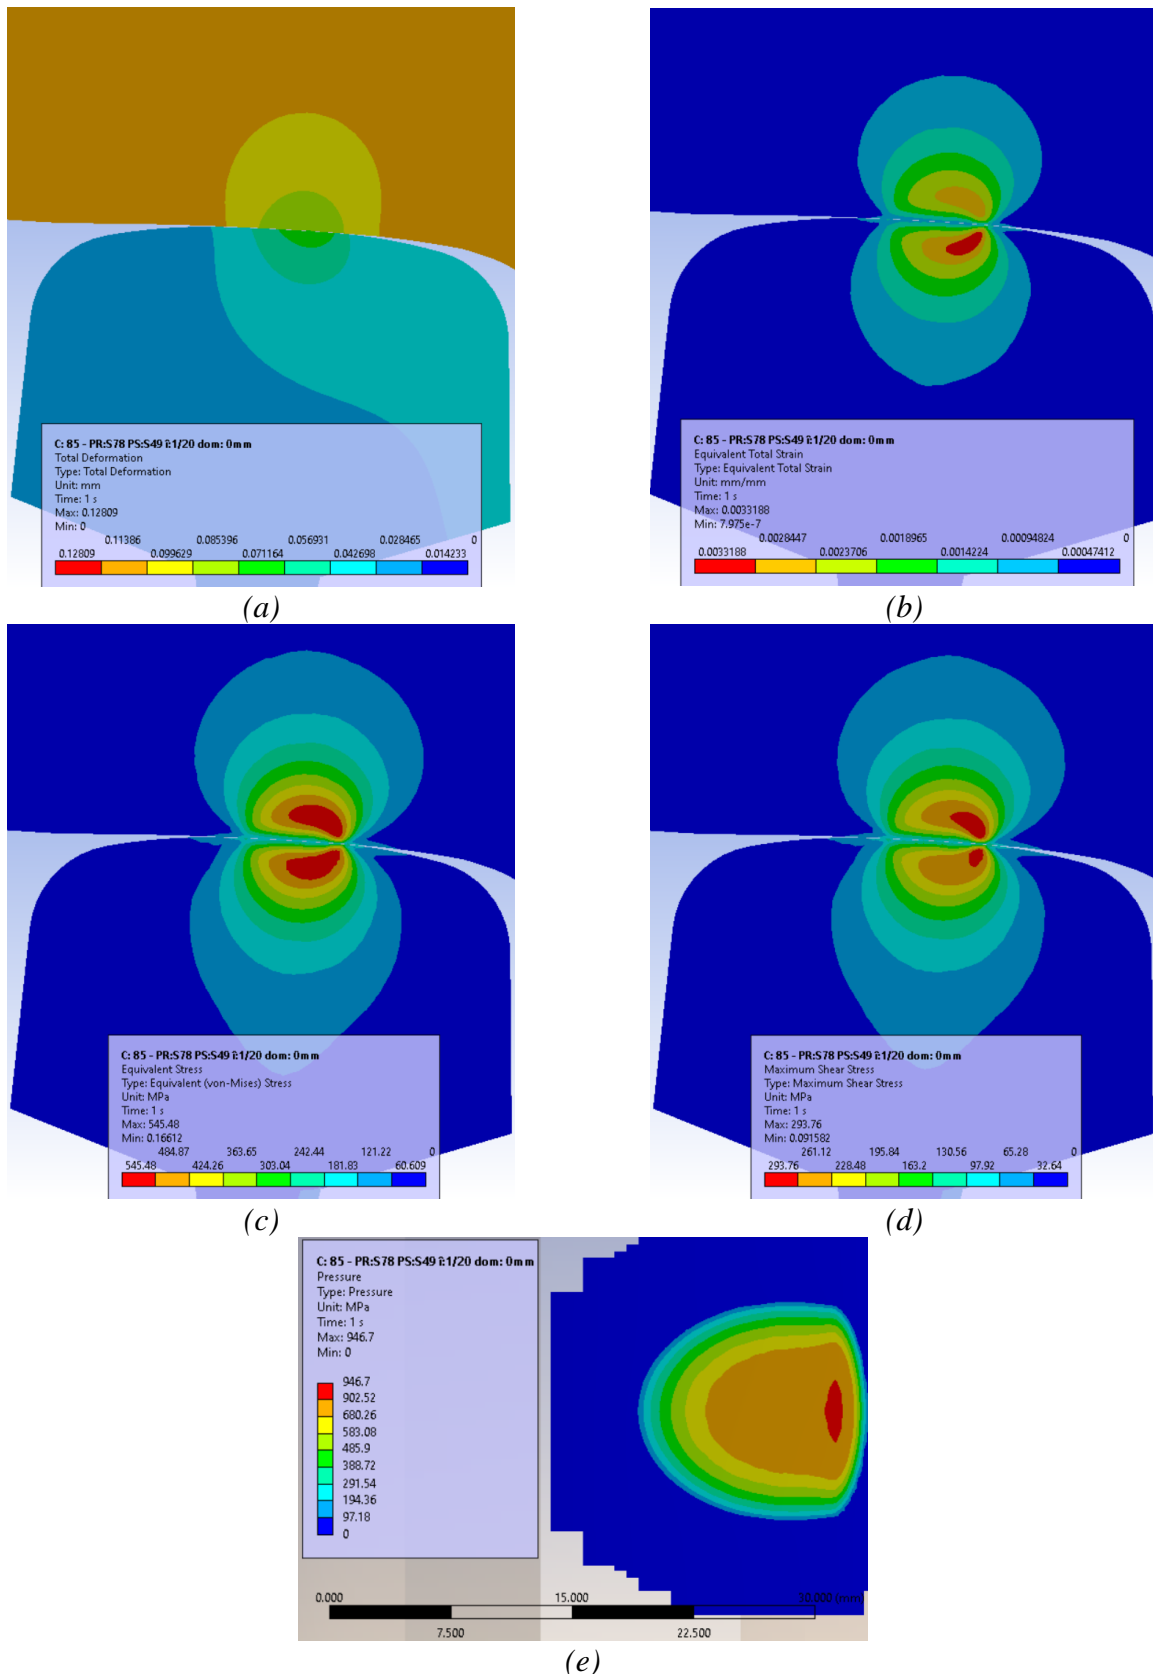 C: 85 - PR:S78 PS:S49 î:1/20 dom: 0mm
Total Deformation
Type: Total Deformation
Unit: mm
Time: 1 s
Max: 0.12809
Min: 0
0.11386 0.085396 0.056931 0.028465 0
0.12809 0.099629 0.071164 0.042698 0.014233
(a)
C: 85 - PR:S78 PS:S49 î:1/20 dom: 0mm
Equivalent Total Strain
Type: Equivalent Total Strain
Unit: mm/mm
Time: 1 s
Max: 0.0033188
Min: 7.975e-7
0.0028447 0.0018965 0.00094824 0
0.0033188 0.0023706 0.0014224 0.00047412
(b)
C: 85 - PR:S78 PS:S49 î:1/20 dom: 0mm
Equivalent Stress
Type: Equivalent (von-Mises) Stress
Unit: MPa
Time: 1 s
Max: 545.48
Min: 0.16612
484.87 363.65 242.44 121.22 0
545.48 424.26 303.04 181.83 60.609
(c)
C: 85 - PR:S78 PS:S49 î:1/20 dom: 0mm
Maximum Shear Stress
Type: Maximum Shear Stress
Unit: MPa
Time: 1 s
Max: 293.76
Min: 0.091582
261.12 195.84 130.56 65.28 0
293.76 228.48 163.2 97.92 32.64
(d)
C: 85 - PR:S78 PS:S49 î:1/20 dom: 0mm
Pressure
Type: Pressure
Unit: MPa
Time: 1 s
Max: 946.7
Min: 0
946.7
902.52
680.26
583.08
485.9
388.72
291.54
194.36
97.18
0
0.000 15.000 30.000 (mm)
7.500 22.500
(e)